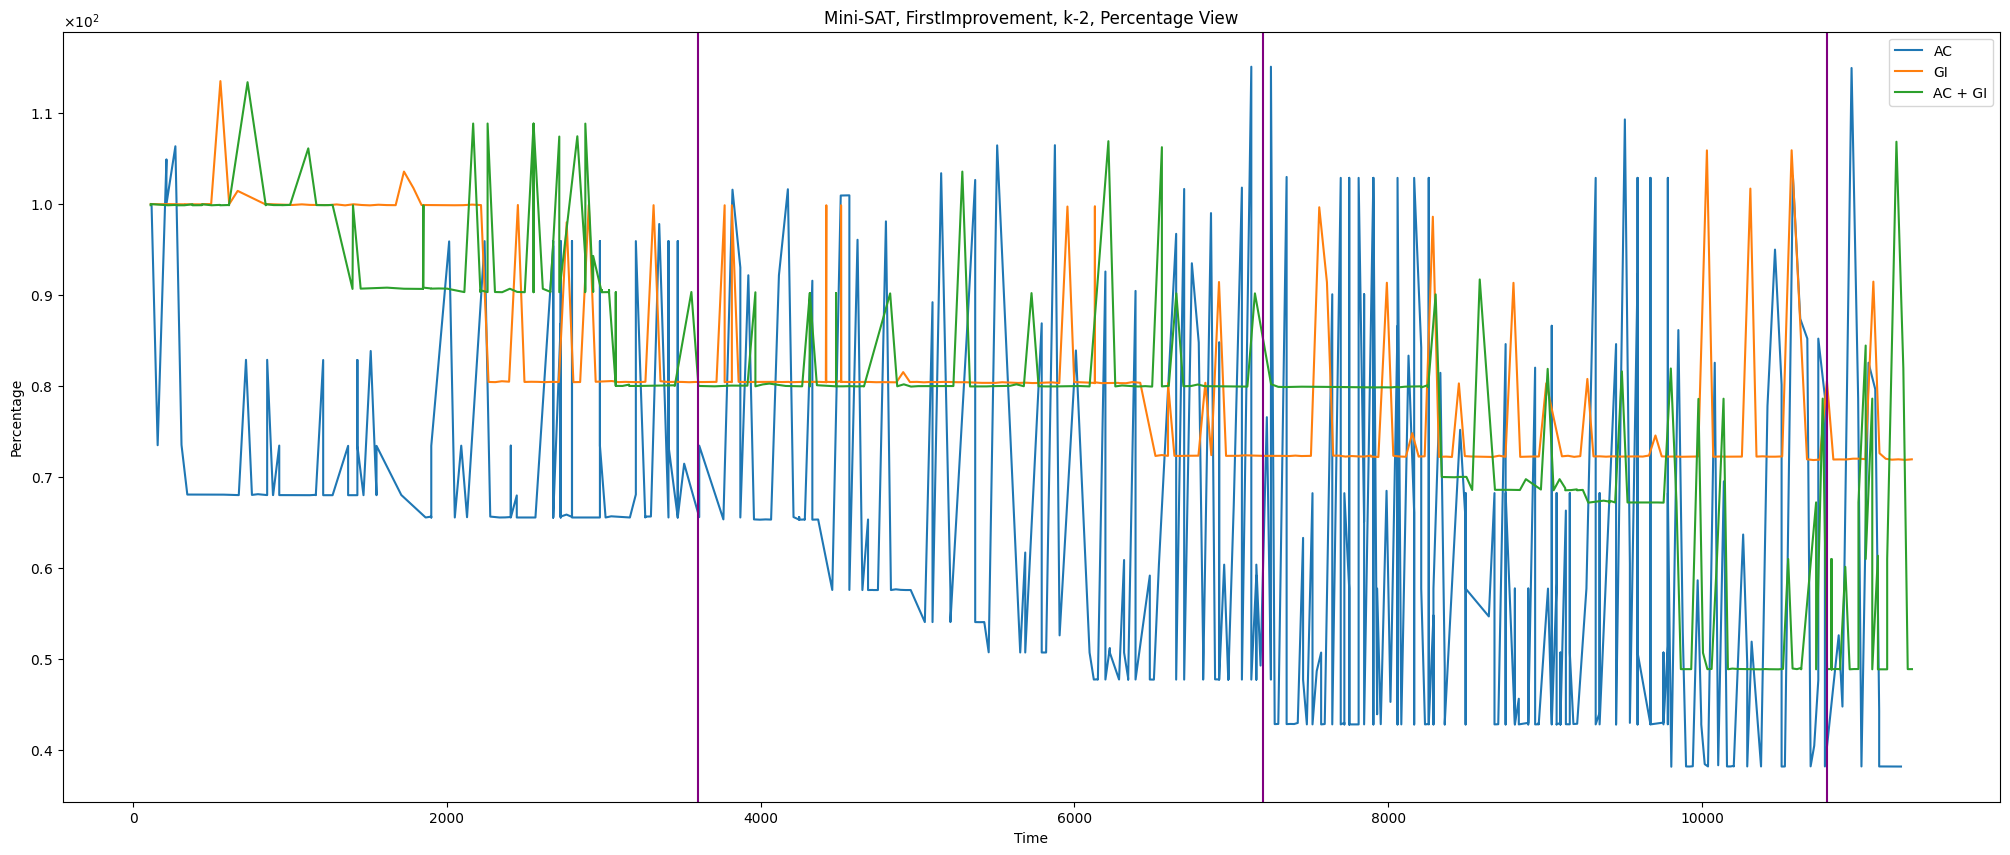 Mini-SAT, FirstImprovement, k-2, Percentage View
×10²
AC
GI
AC + GI
1.1
1.0
0.9
0.8
0.7
0.6
0.5
0.4
Percentage
0
2000
4000
6000
8000
10000
Time